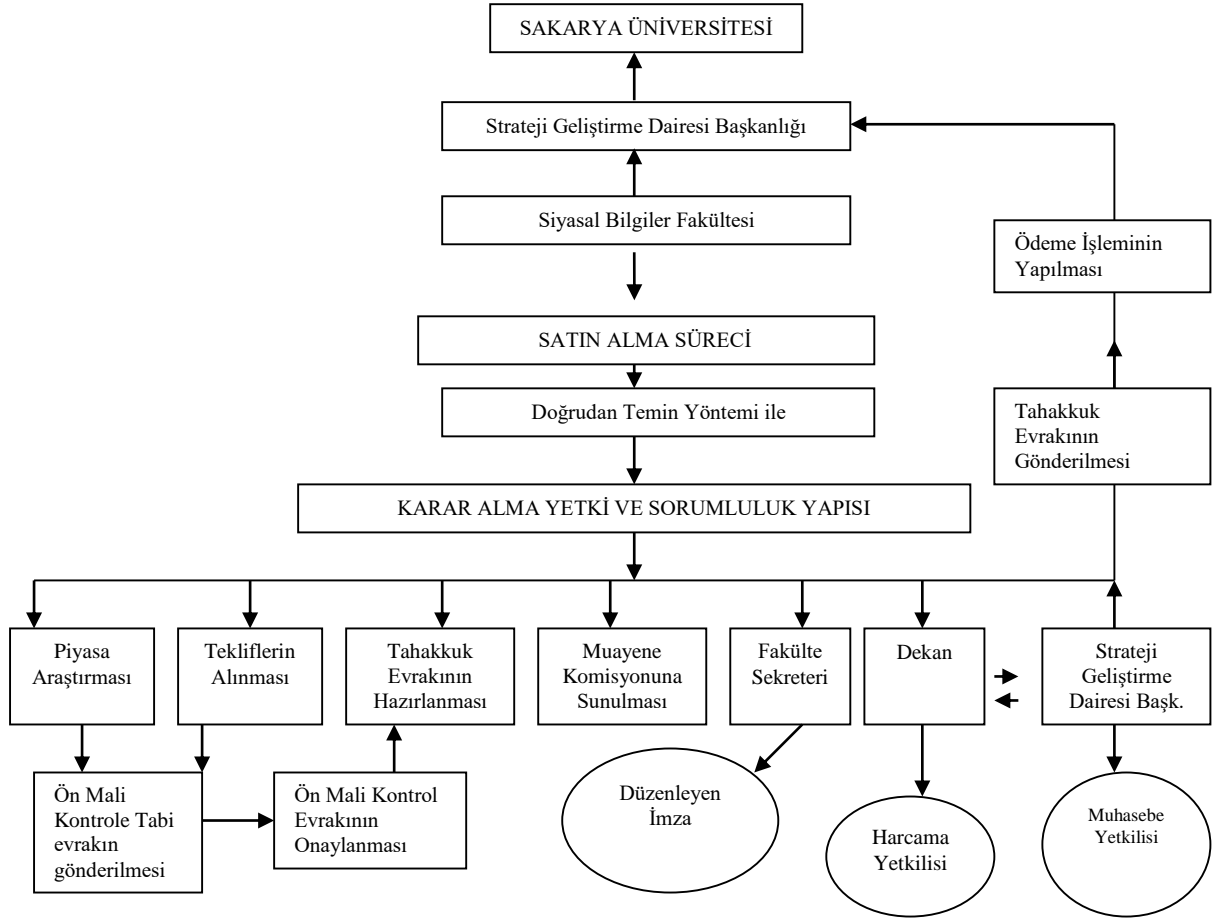 SAKARYA ÜNİVERSİTESİ
Strateji Geliştirme Dairesi Başkanlığı
Siyasal Bilgiler Fakültesi
Ödeme İşleminin
Yapılması
SATIN ALMA SÜRECİ
Doğrudan Temin Yöntemi ile
Tahakkuk
Evrakının
Gönderilmesi
KARAR ALMA YETKİ VE SORUMLULUK YAPISI
Piyasa
Araştırması
Tekliflerin
Alınması
Tahakkuk
Evrakının
Hazırlanması
Muayene
Komisyonuna
Sunulması
Fakülte
Sekreteri
Dekan
Strateji
Geliştirme
Dairesi Başk.
Ön Mali
Kontrole Tabi
evrakın
gönderilmesi
Ön Mali Kontrol
Evrakının
Onaylanması
Düzenleyen
İmza
Harcama
Yetkilisi
Muhasebe
Yetkilisi